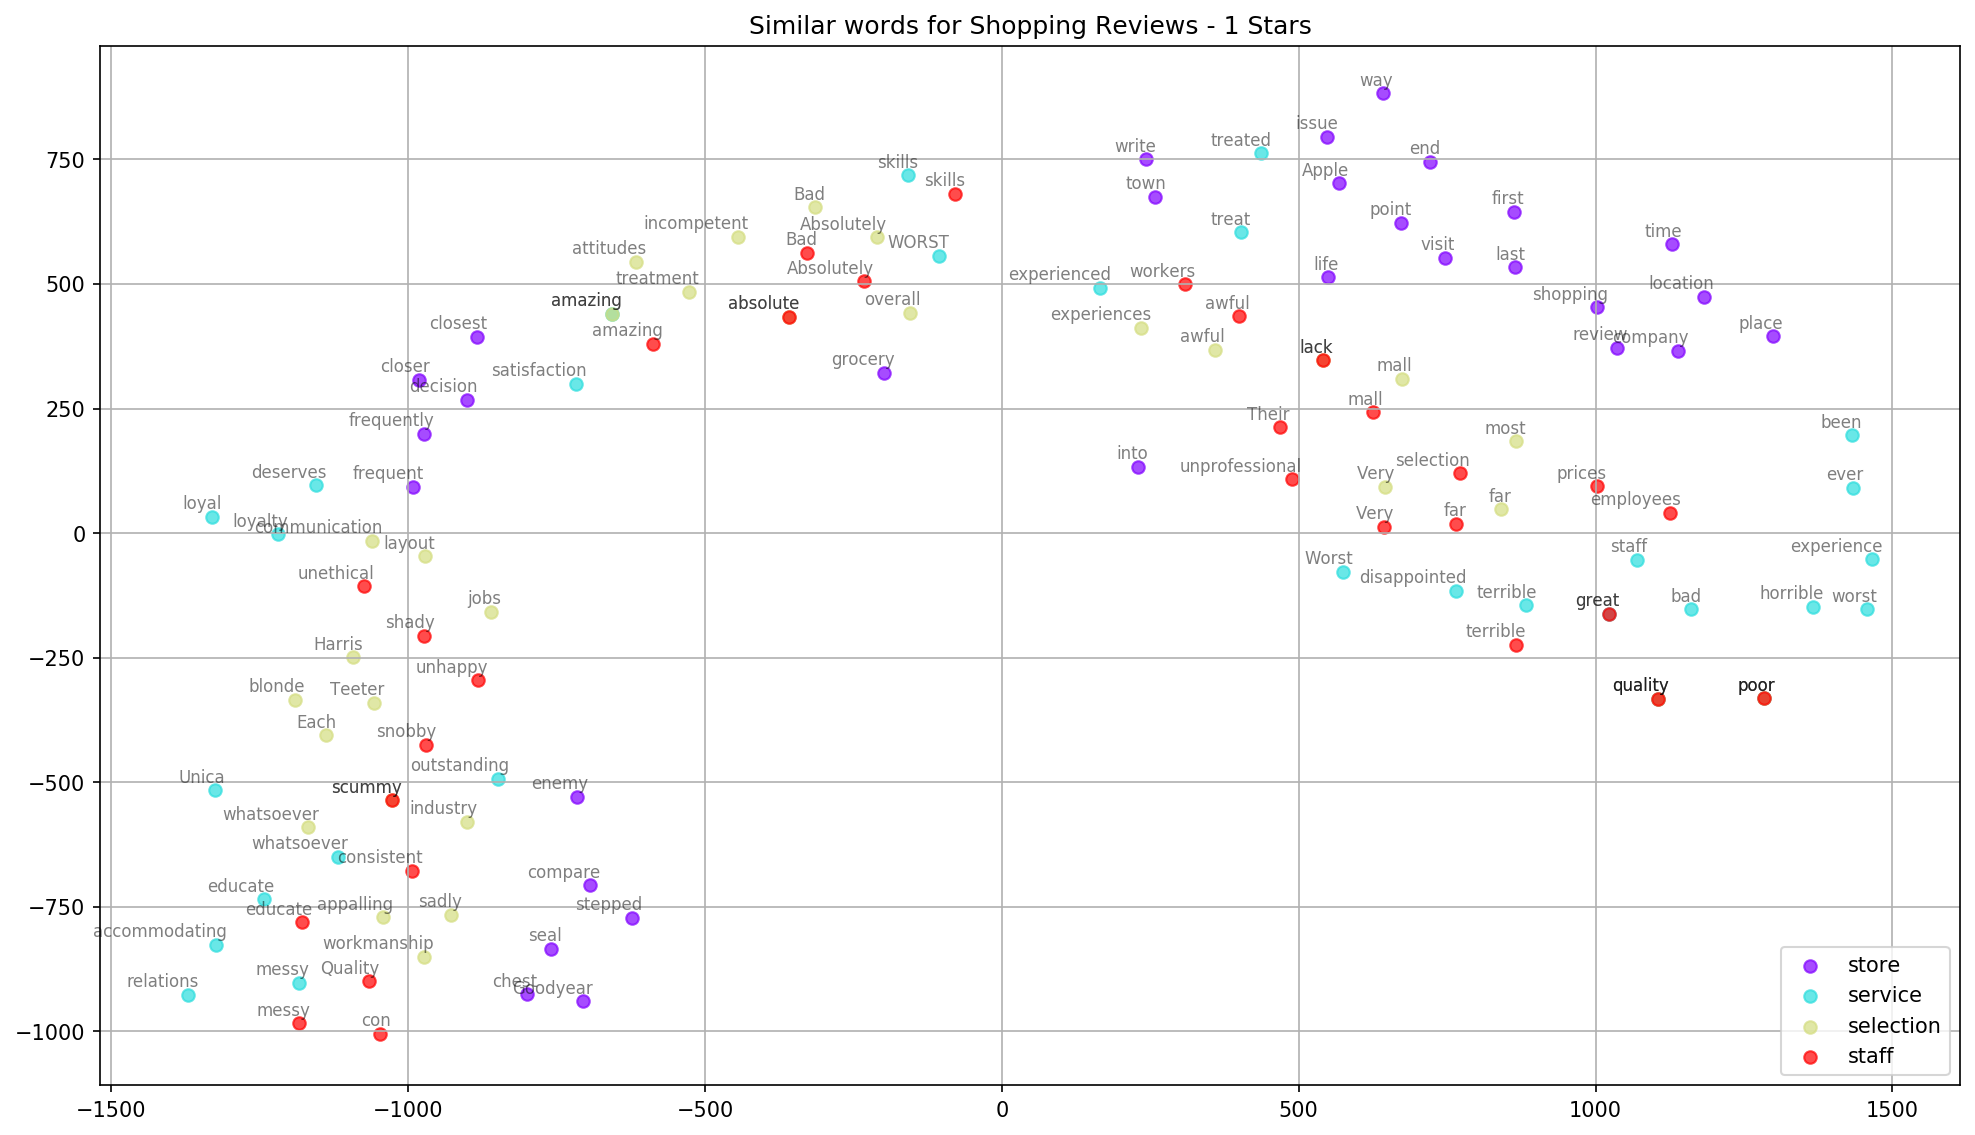 Similar words for Shopping Reviews - 1 Stars
way
issue
treated
write
end
skills
Apple
skills
town
Bad
first
point
treat
incompetent
Absolutely
time
Bad
WORST
visit
attitudes
last
Absolutely
experienced
workers
life
treatment
location
amazing
absolute
overall
awful
shopping
experiences
closest
amazing
awful
review
company
place
lack
closer
grocery
satisfaction
mall
decision
mall
frequently
Their
most
been
into
deserves
frequent
unprofessional
Very
selection
prices
ever
loyal
far
employees
loyalty
communication
Very
far
layout
staff
experience
unethical
Worst
disappointed
jobs
terrible
great
bad
horrible
worst
shady
terrible
Harris
unhappy
blonde
Teeter
quality
poor
Each
snobby
outstanding
Unica
scummy
enemy
whatsoever
industry
whatsoever
consistent
compare
educate
educate
appalling
sadly
stepped
accommodating
workmanship
seal
messy
Quality
relations
chest
Goodyear
messy
con
750
500
250
0
−250
−500
−750
−1000
−1500
−1000
−500
0
500
1000
1500
store
service
selection
staff